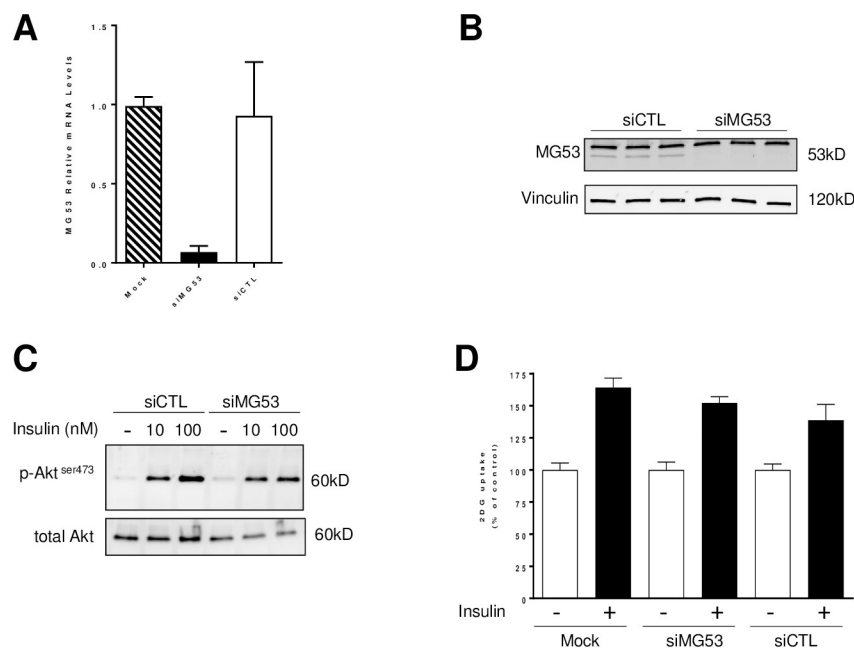 A
1.5
1.0
0.5
0.0
MG53 Relative mRNA Levels
Mock
siMG53
siCTL
B
siCTL siMG53
MG53 53kD
Vinculin 120kD
C
siCTL siMG53
Insulin (nM) - 10 100 - 10 100
p-Akt ser473 60kD
total Akt 60kD
D
175
150
125
100
75
50
25
0
2DG uptake
(% of control)
Insulin - + - + - +
Mock siMG53 siCTL